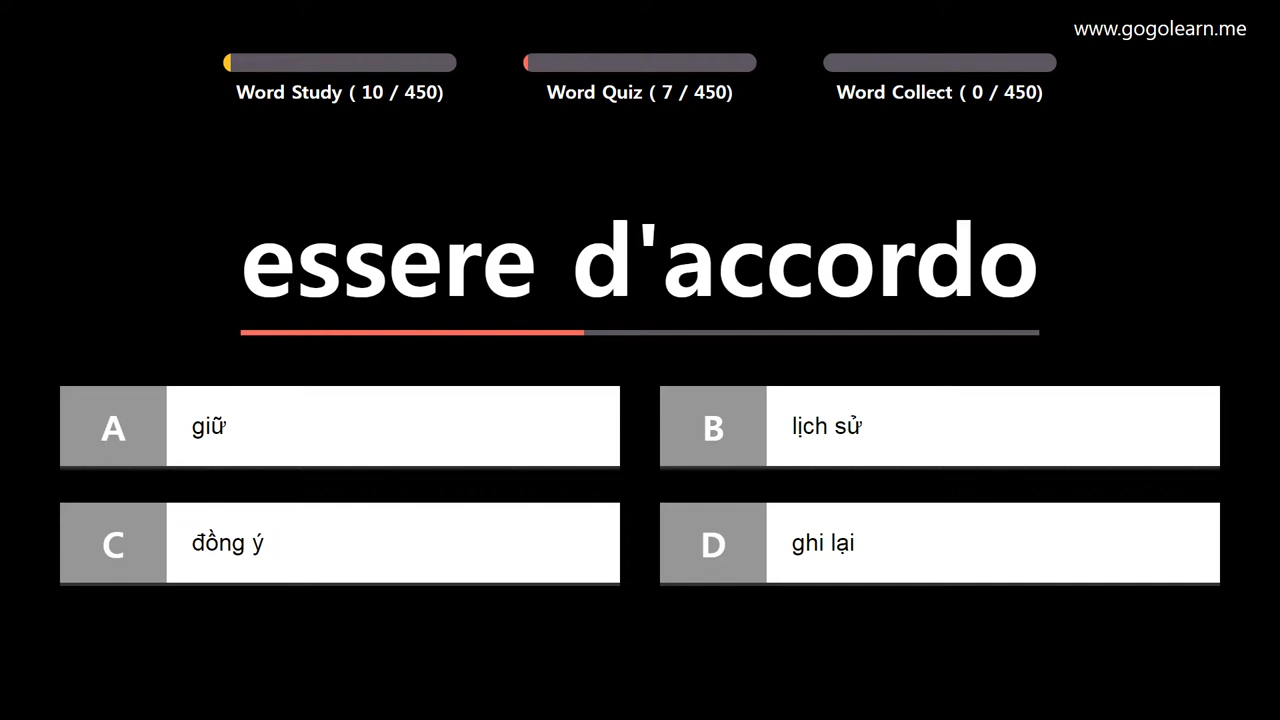 www.gogolearn.me
Word Study ( 10 / 450)
Word Quiz ( 7 / 450)
Word Collect ( 0 / 450)
essere d'accordo
A giữ
B lịch sử
C đồng ý
D ghi lại